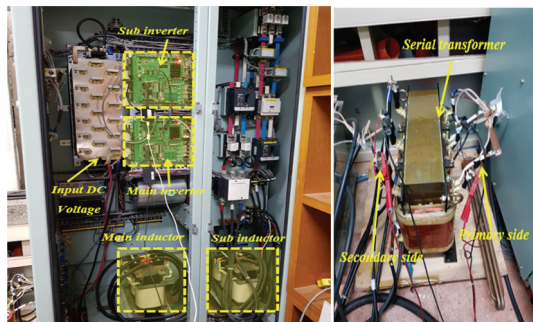 Sub inverter
Input DC
Voltage
Main inverter
Main inductor
Sub inductor
Serial transformer
Secondary side
Primary side